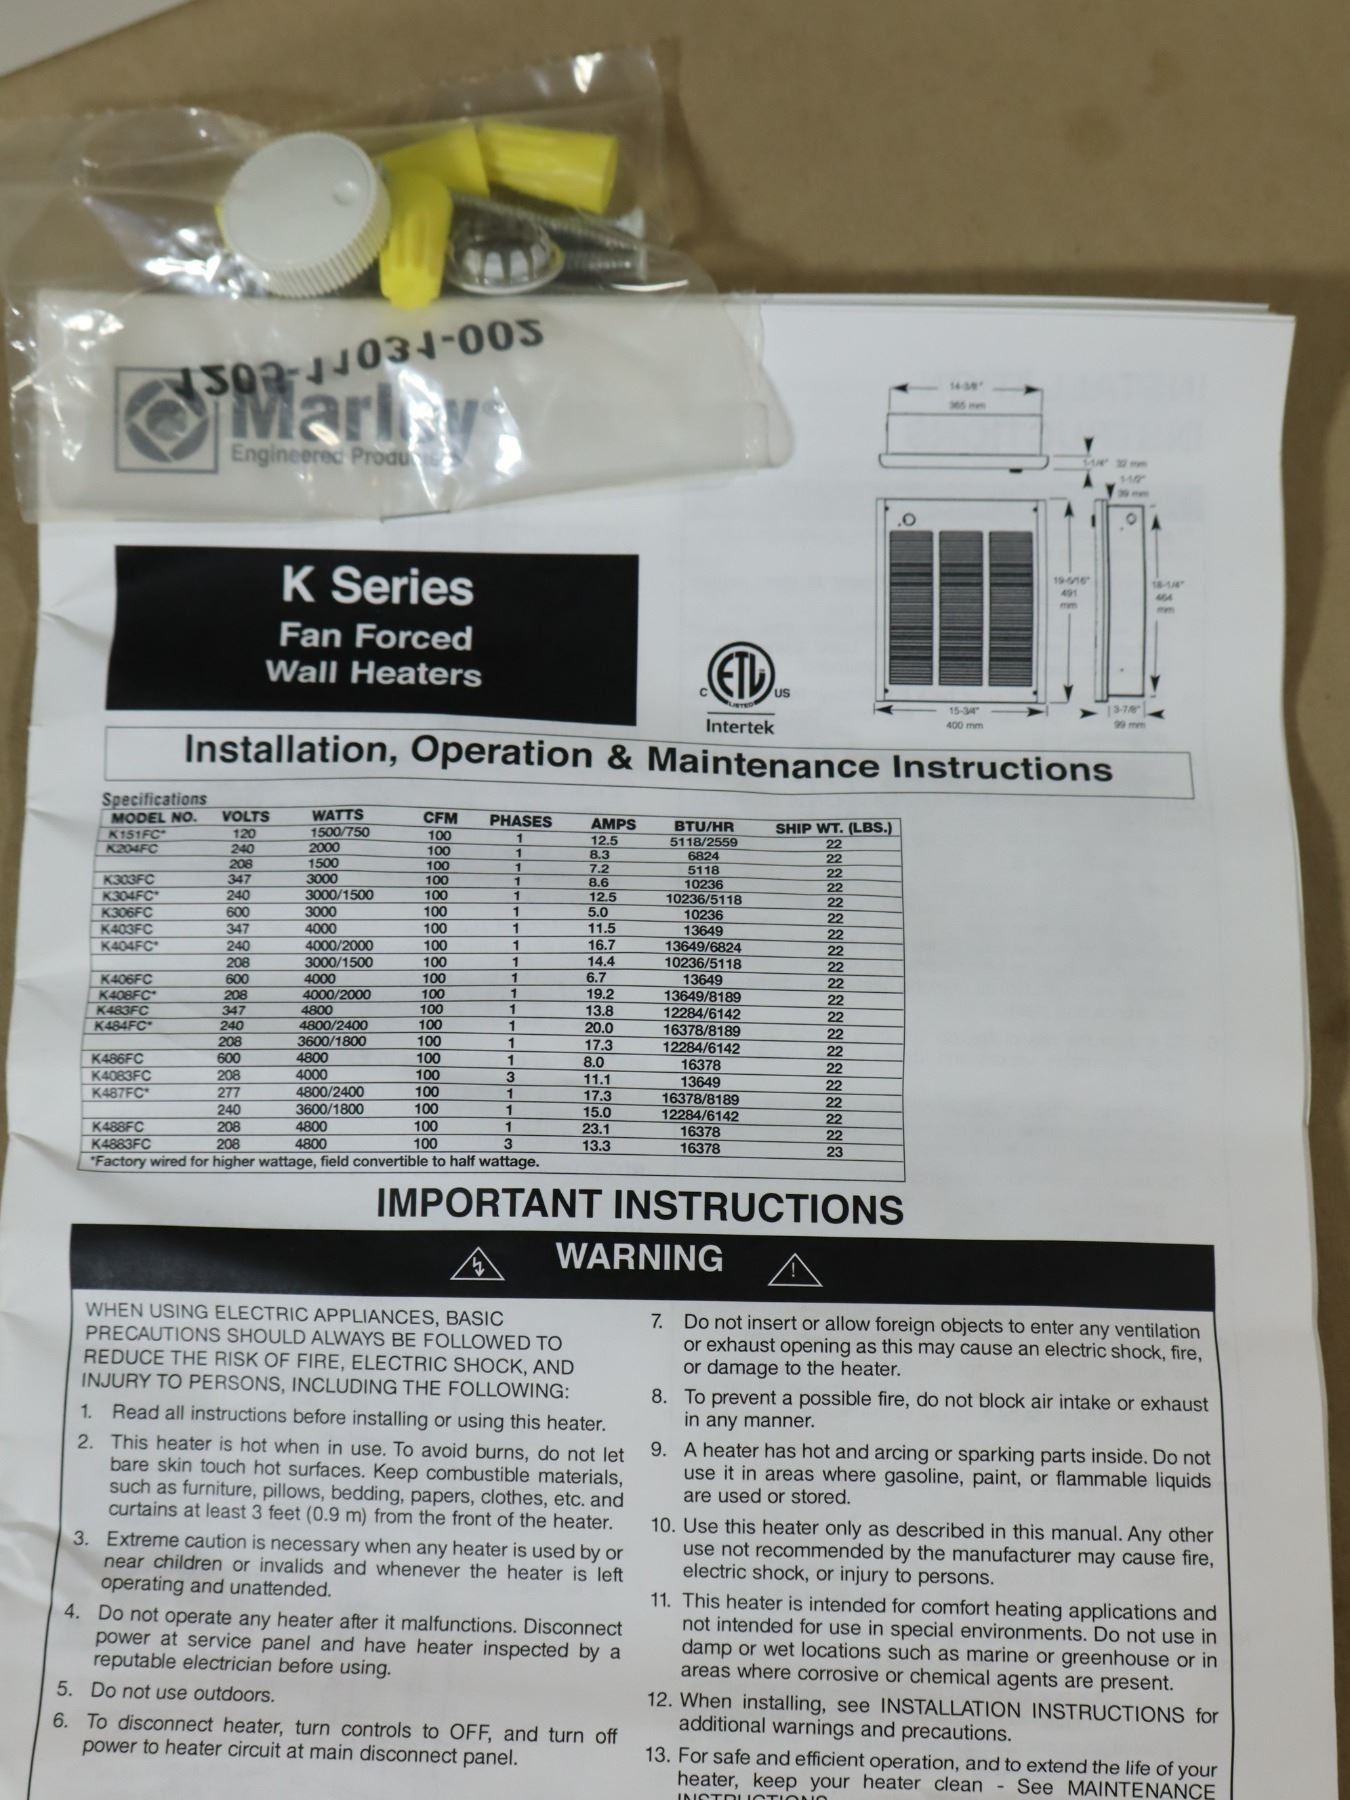 1203-11031-002
Marley
Engineered Products
14-3/8"
365 mm
1-1/4" 32 mm
1-1/2"
39 mm
19-5/16"
491
mm
18-1/4"
464
mm
15-3/4"
400 mm
3-7/8"
99 mm
K Series
Fan Forced
Wall Heaters
C ETL US
LISTED
Intertek
Installation, Operation & Maintenance Instructions
Specifications
MODEL NO. VOLTS WATTS CFM PHASES AMPS BTU/HR SHIP WT. (LBS.)
K151FC* 120 1500/750 100 1 12.5 5118/2559 22
K204FC 240 2000 100 1 8.3 6824 22
208 1500 100 1 7.2 5118 22
K303FC 347 3000 100 1 8.6 10236 22
K304FC* 240 3000/1500 100 1 12.5 10236/5118 22
K306FC 600 3000 100 1 5.0 10236 22
K403FC 347 4000 100 1 11.5 13649 22
K404FC* 240 4000/2000 100 1 16.7 13649/6824 22
208 3000/1500 100 1 14.4 10236/5118 22
K406FC 600 4000 100 1 6.7 13649 22
K408FC* 208 4000/2000 100 1 19.2 13649/8189 22
K483FC 347 4800 100 1 13.8 12284/6142 22
K484FC* 240 4800/2400 100 1 20.0 16378/8189 22
208 3600/1800 100 1 17.3 12284/6142 22
K486FC 600 4800 100 1 8.0 16378 22
K4083FC 208 4000 100 3 11.1 13649 22
K487FC* 277 4800/2400 100 1 17.3 16378/8189 22
240 3600/1800 100 1 15.0 12284/6142 22
K488FC 208 4800 100 1 23.1 16378 22
K4883FC 208 4800 100 3 13.3 16378 23
*Factory wired for higher wattage, field convertible to half wattage.
IMPORTANT INSTRUCTIONS
WARNING
WHEN USING ELECTRIC APPLIANCES, BASIC
PRECAUTIONS SHOULD ALWAYS BE FOLLOWED TO
REDUCE THE RISK OF FIRE, ELECTRIC SHOCK, AND
INJURY TO PERSONS, INCLUDING THE FOLLOWING:
1. Read all instructions before installing or using this heater.
2. This heater is hot when in use. To avoid burns, do not let
bare skin touch hot surfaces. Keep combustible materials,
such as furniture, pillows, bedding, papers, clothes, etc. and
curtains at least 3 feet (0.9 m) from the front of the heater.
3. Extreme caution is necessary when any heater is used by or
near children or invalids and whenever the heater is left
operating and unattended.
4. Do not operate any heater after it malfunctions. Disconnect
power at service panel and have heater inspected by a
reputable electrician before using.
5. Do not use outdoors.
6. To disconnect heater, turn controls to OFF, and turn off
power to heater circuit at main disconnect panel.
7. Do not insert or allow foreign objects to enter any ventilation
or exhaust opening as this may cause an electric shock, fire,
or damage to the heater.
8. To prevent a possible fire, do not block air intake or exhaust
in any manner.
9. A heater has hot and arcing or sparking parts inside. Do not
use it in areas where gasoline, paint, or flammable liquids
are used or stored.
10. Use this heater only as described in this manual. Any other
use not recommended by the manufacturer may cause fire,
electric shock, or injury to persons.
11. This heater is intended for comfort heating applications and
not intended for use in special environments. Do not use in
damp or wet locations such as marine or greenhouse or in
areas where corrosive or chemical agents are present.
12. When installing, see INSTALLATION INSTRUCTIONS for
additional warnings and precautions.
13. For safe and efficient operation, and to extend the life of your
heater, keep your heater clean - See MAINTENANCE
INSTRUCTIONS